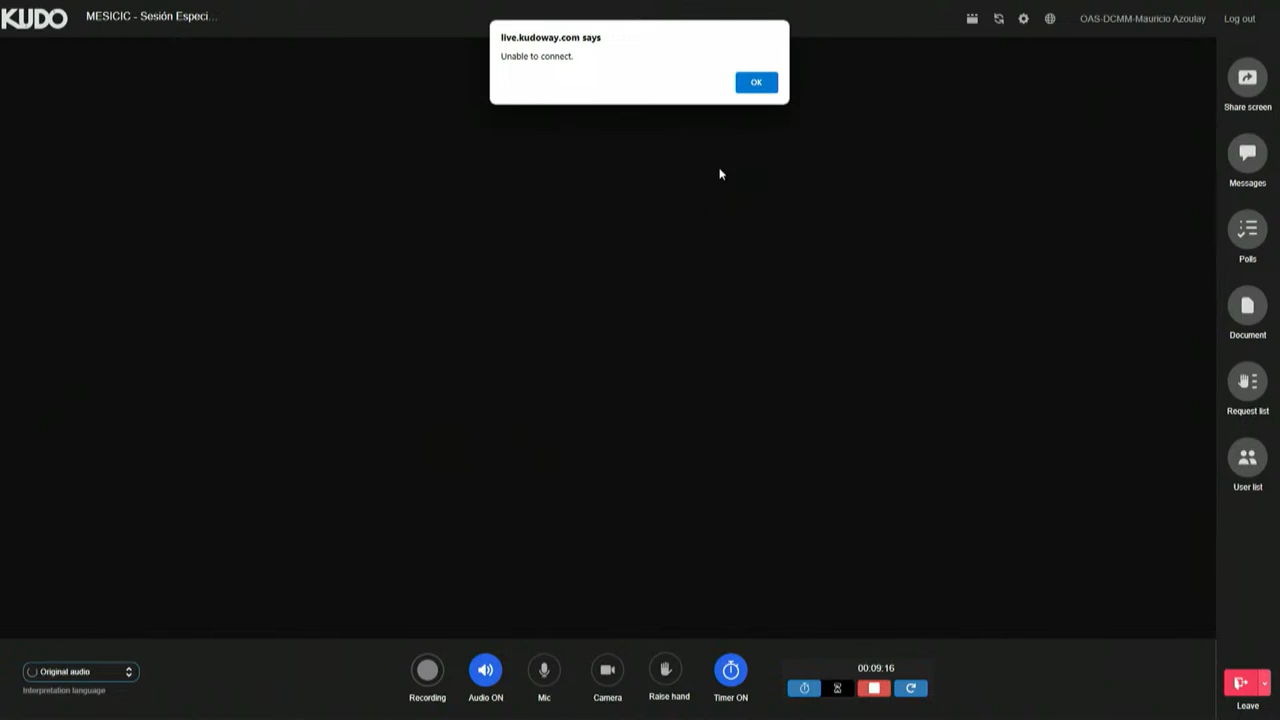 KUDO
MESICIC - Sesión Especi...
OAS-DCMM-Mauricio Azoulay
Log out
live.kudoway.com says
Unable to connect.
OK
Share screen
Messages
Polls
Document
Request list
User list
Original audio
Interpretation language
Recording
Audio ON
Mic
Camera
Raise hand
Timer ON
00:09:16
Leave